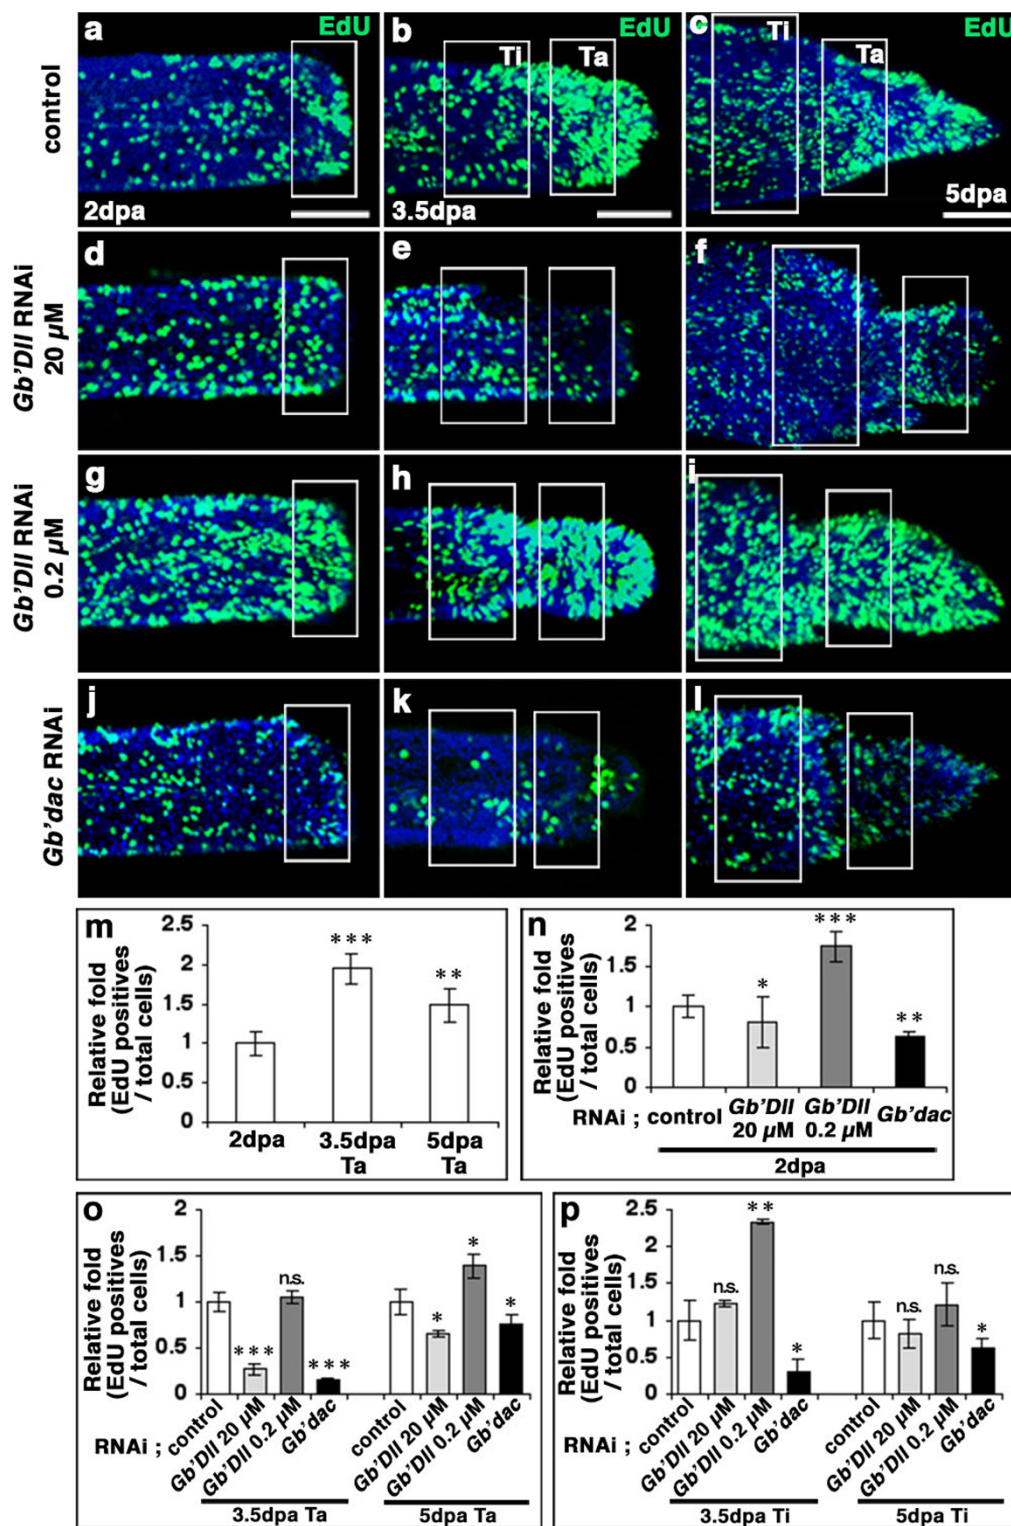 a EdU
b EdU
c EdU
Ti Ta
Ti Ta
control
2dpa
3.5dpa
5dpa
d
e
f
Gb'Dll RNAi
20 µM
g
h
i
Gb'Dll RNAi
0.2 µM
j
k
l
Gb'dac RNAi
m
Relative fold
(EdU positives
/ total cells)
2.5
2
1.5
1
0.5
0
***
**
2dpa
3.5dpa
Ta
5dpa
Ta
n
Relative fold
(EdU positives
/ total cells)
2
1.5
1
0.5
0
*
***
**
RNAi ; control
Gb'Dll
20 µM
Gb'Dll
0.2 µM
Gb'dac
2dpa
o
Relative fold
(EdU positives
/ total cells)
2
1.5
1
0.5
0
***
n.s.
***
*
*
*
RNAi ;
control
Gb'Dll 20 µM
Gb'Dll 0.2 µM
Gb'dac
control
Gb'Dll 20 µM
Gb'Dll 0.2 µM
Gb'dac
3.5dpa Ta
5dpa Ta
p
Relative fold
(EdU positives
/ total cells)
2.5
2
1.5
1
0.5
0
n.s.
**
*
n.s.
n.s.
*
RNAi ;
control
Gb'Dll 20 µM
Gb'Dll 0.2 µM
Gb'dac
control
Gb'Dll 20 µM
Gb'Dll 0.2 µM
Gb'dac
3.5dpa Ti
5dpa Ti